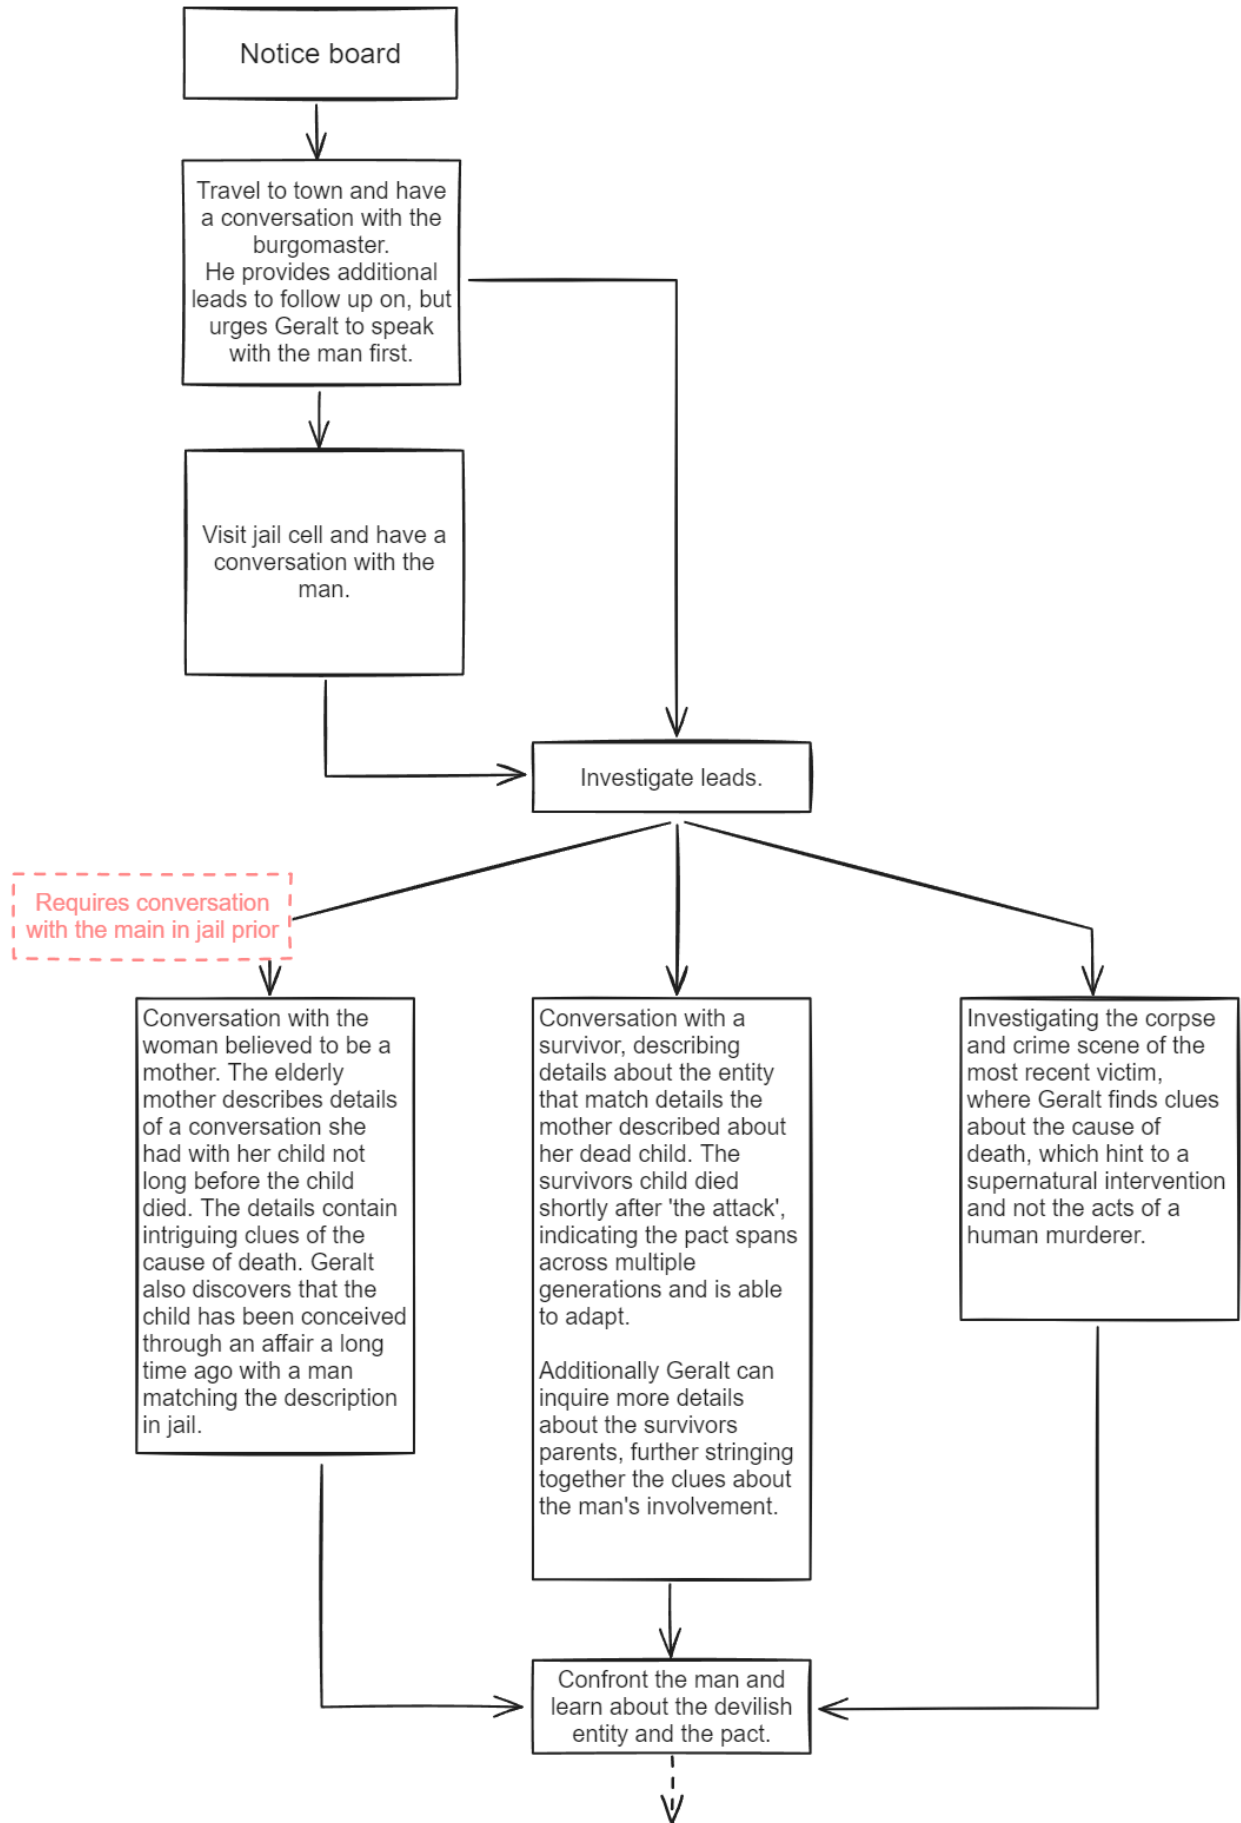 Notice board
Travel to town and have
a conversation with the
burgomaster.
He provides additional
leads to follow up on, but
urges Geralt to speak
with the man first.
Visit jail cell and have a
conversation with the
man.
Investigate leads.
Requires conversation
with the main in jail prior
Conversation with the
woman believed to be a
mother. The elderly
mother describes details
of a conversation she
had with her child not
long before the child
died. The details contain
intriguing clues of the
cause of death. Geralt
also discovers that the
child has been conceived
through an affair a long
time ago with a man
matching the description
in jail.
Conversation with a
survivor, describing
details about the entity
that match details the
mother described about
her dead child. The
survivors child died
shortly after 'the attack',
indicating the pact spans
across multiple
generations and is able
to adapt.
Additionally Geralt can
inquire more details
about the survivors
parents, further stringing
together the clues about
the man's involvement.
Investigating the corpse
and crime scene of the
most recent victim,
where Geralt finds clues
about the cause of
death, which hint to a
supernatural intervention
and not the acts of a
human murderer.
Confront the man and
learn about the devilish
entity and the pact.